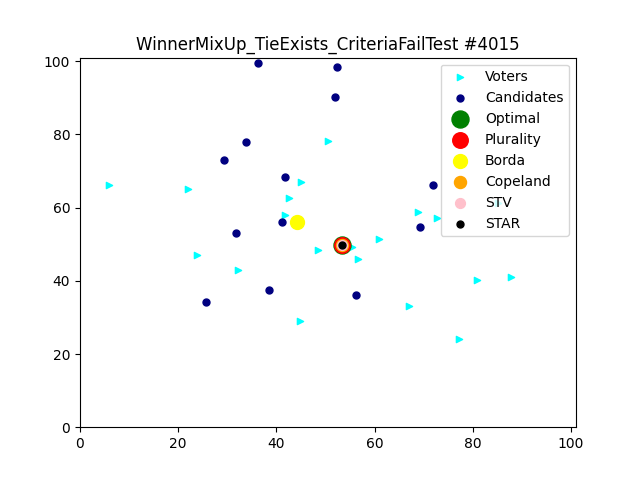 WinnerMixUp_TieExists_CriteriaFailTest #4015
100
80
60
40
20
0
0
20
40
60
80
100
Voters
Candidates
Optimal
Plurality
Borda
Copeland
STV
STAR